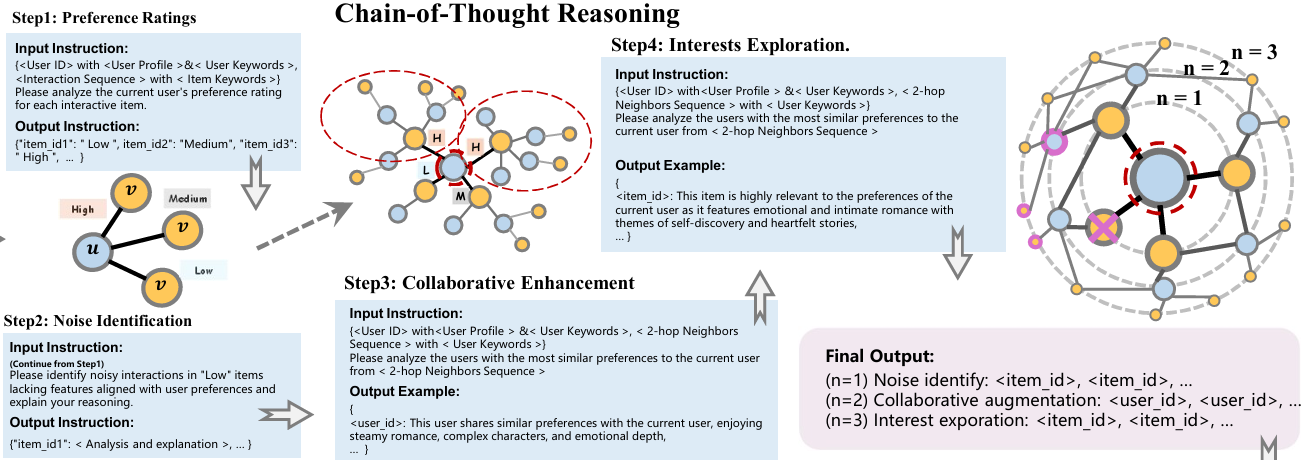 Chain-of-Thought Reasoning
Step1: Preference Ratings
Input Instruction:
{<User ID> with <User Profile >&< User Keywords >,
<Interaction Sequence > with < Item Keywords >}
Please analyze the current user's preference rating
for each interactive item.
Output Instruction:
{"item_id1": " Low ", item_id2": "Medium", "item_id3":
" High ", ... }
High
Medium
Low
u
v
v
v
Step2: Noise Identification
Input Instruction:
(Continue from Step1)
Please identify noisy interactions in "Low" items
lacking features aligned with user preferences and
explain your reasoning.
Output Instruction:
{"item_id1": < Analysis and explanation >, ... }
H
H
L
M
Step3: Collaborative Enhancement
Input Instruction:
{<User ID> with<User Profile > &< User Keywords >, < 2-hop Neighbors
Sequence > with < User Keywords >}
Please analyze the users with the most similar preferences to the current user
from < 2-hop Neighbors Sequence >
Output Example:
{
<user_id>: This user shares similar preferences with the current user, enjoying
steamy romance, complex characters, and emotional depth,
... }
Step4: Interests Exploration.
Input Instruction:
{<User ID> with<User Profile > &< User Keywords >, < 2-hop
Neighbors Sequence > with < User Keywords >}
Please analyze the users with the most similar preferences to the
current user from < 2-hop Neighbors Sequence >
Output Example:
{
<item_id>: This item is highly relevant to the preferences of the
current user as it features emotional and intimate romance with
themes of self-discovery and heartfelt stories,
... }
n = 3
n = 2
n = 1
Final Output:
(n=1) Noise identify: <item_id>, <item_id>, ...
(n=2) Collaborative augmentation: <user_id>, <user_id>, ...
(n=3) Interest exporation: <item_id>, <item_id>, ...